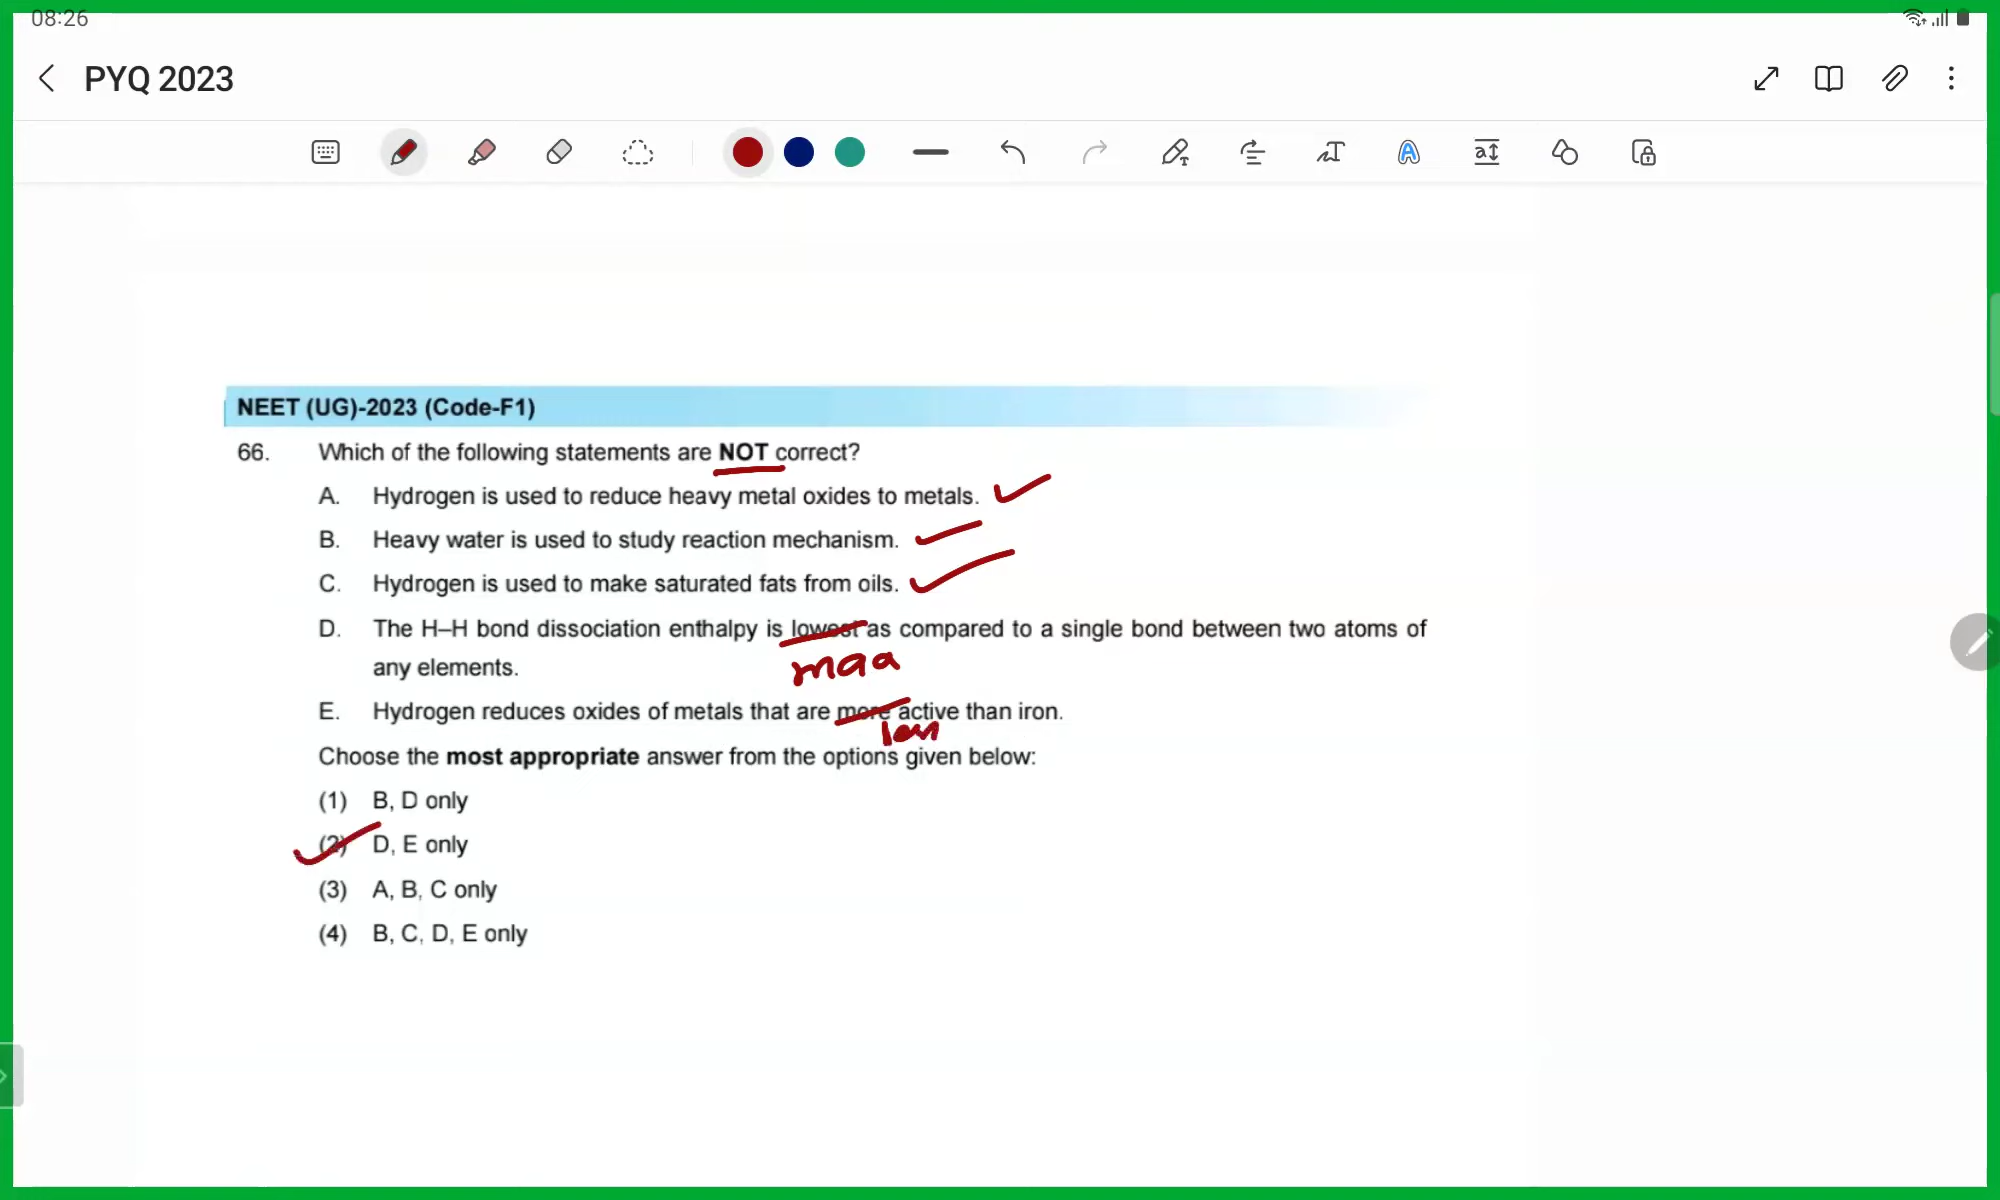 08:26
PYQ 2023
NEET (UG)-2023 (Code-F1)
66. Which of the following statements are NOT correct?
A. Hydrogen is used to reduce heavy metal oxides to metals.
B. Heavy water is used to study reaction mechanism.
C. Hydrogen is used to make saturated fats from oils.
D. The H–H bond dissociation enthalpy is lowest as compared to a single bond between two atoms of
any elements.
E. Hydrogen reduces oxides of metals that are more active than iron.
Choose the most appropriate answer from the options given below:
(1) B, D only
(2) D, E only
(3) A, B, C only
(4) B, C, D, E only